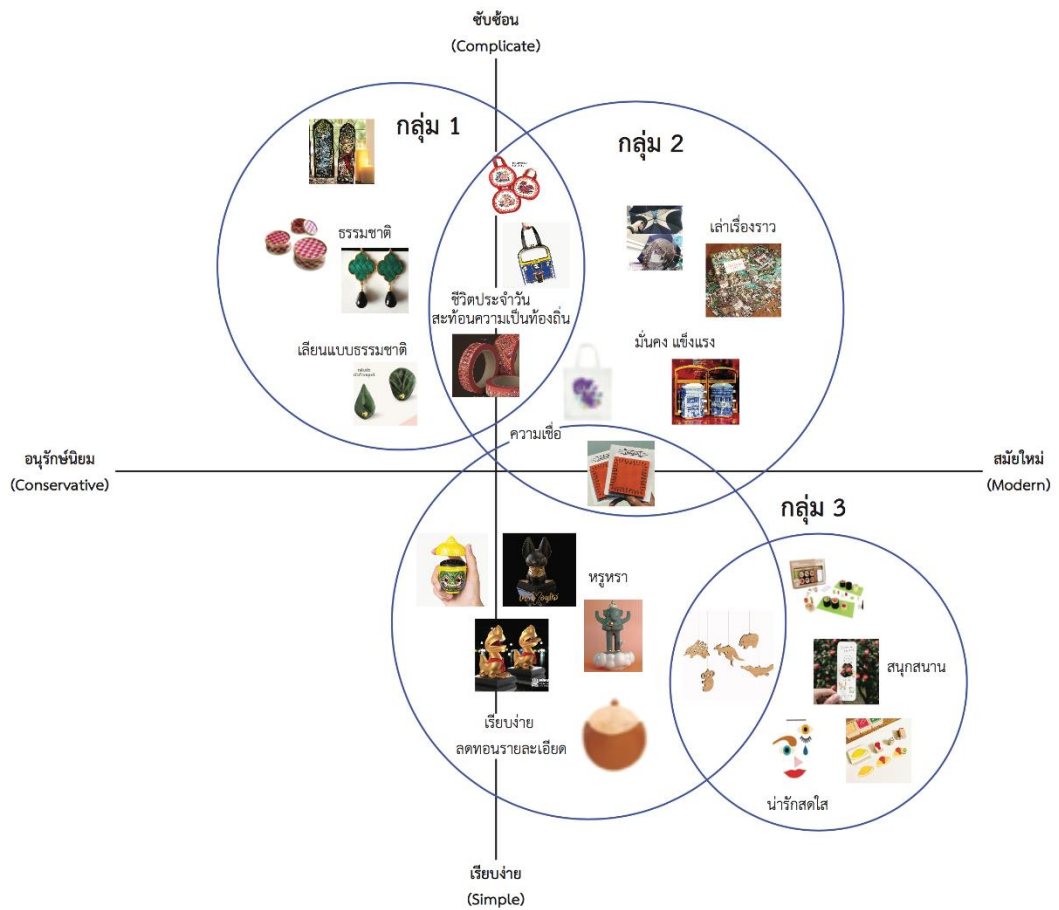 ซับซ้อน
(Complicate)
กลุ่ม 1
กลุ่ม 2
ธรรมชาติ
เล่าเรื่องราว
ชีวิตประจำวัน
สะท้อนความเป็นท้องถิ่น
เลียนแบบธรรมชาติ
มั่นคง แข็งแรง
ความเชื่อ
อนุรักษ์นิยม
(Conservative)
สมัยใหม่
(Modern)
กลุ่ม 3
หรูหรา
สนุกสนาน
เรียบง่าย
ลดทอนรายละเอียด
น่ารักสดใส
เรียบง่าย
(Simple)